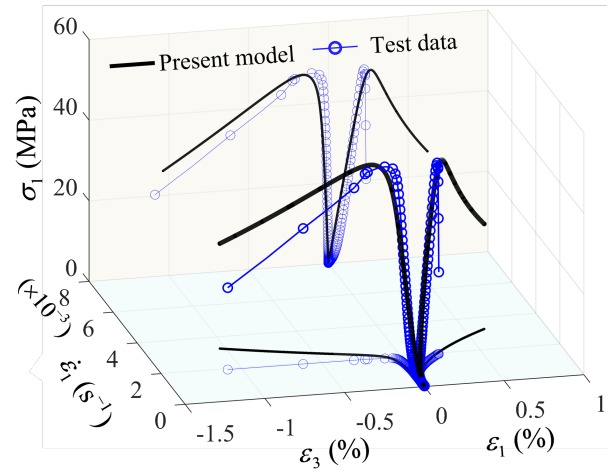 60
Present model
Test data
40
20
0
σ₁ (MPa)
8
6
4
2
0
(×10⁻³)
ε̇₁ (s⁻¹)
-1.5
-1
-0.5
0
0.5
1
ε₃ (%)
ε₁ (%)